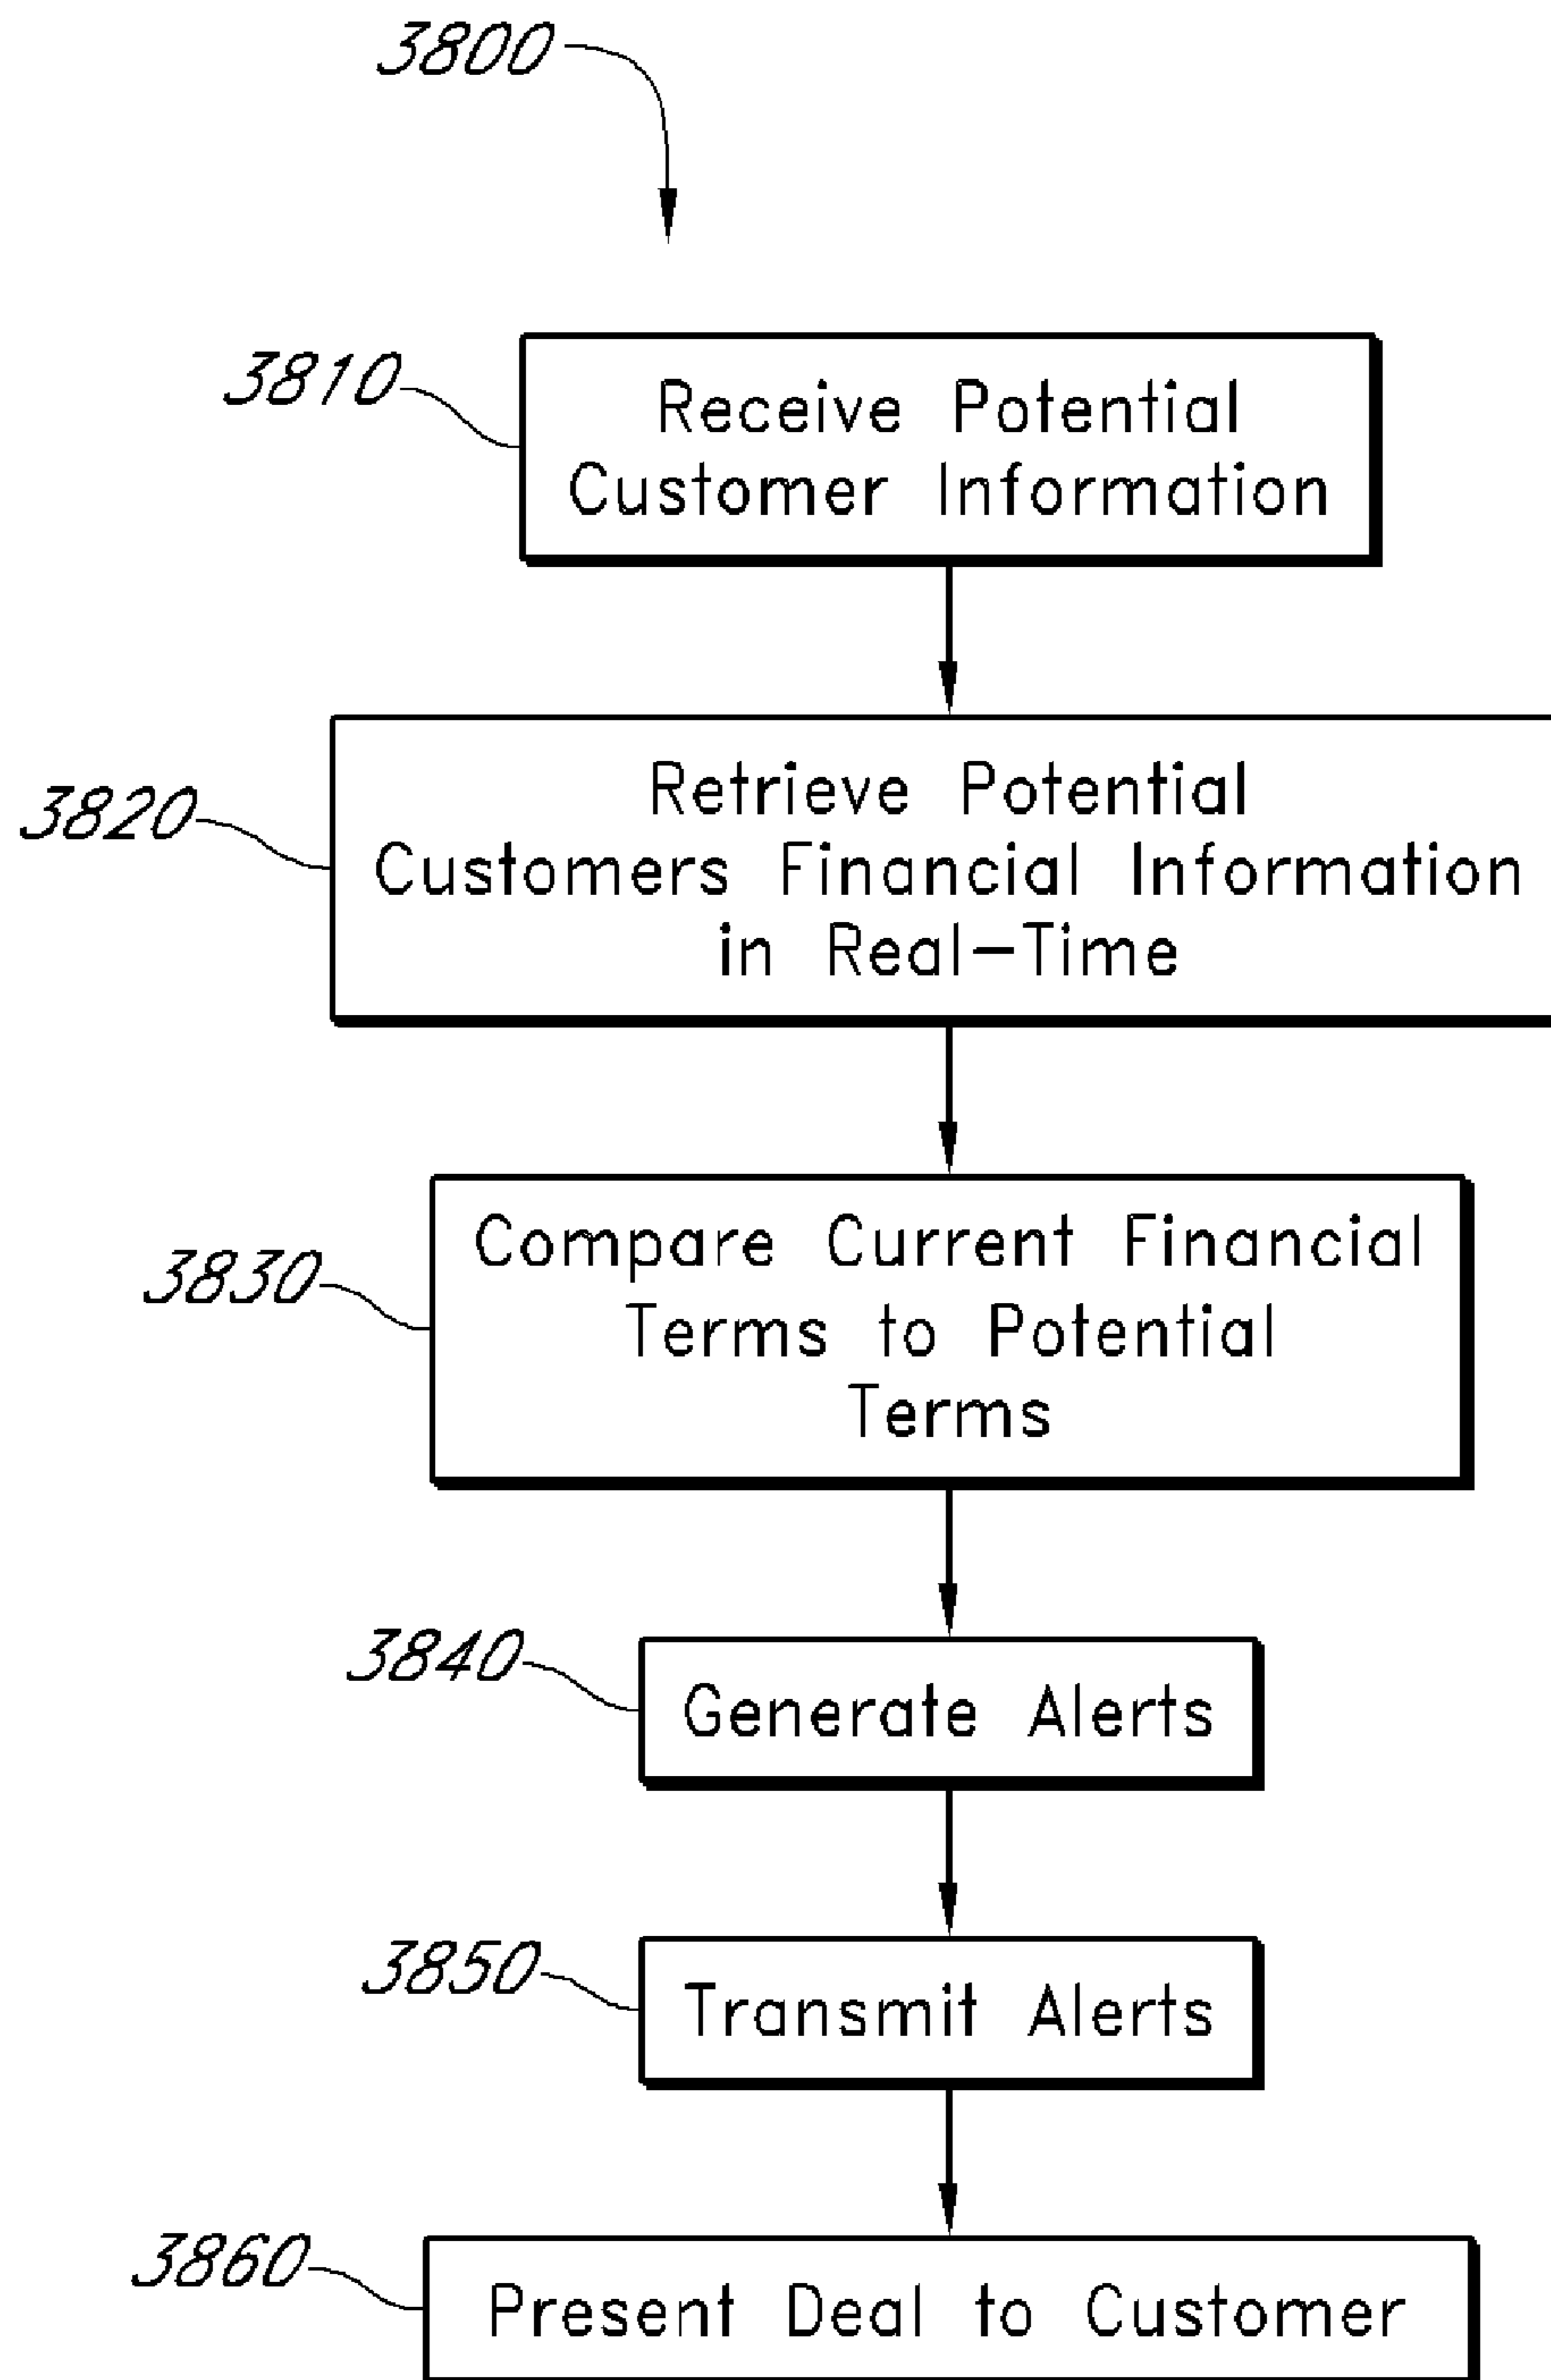 3800
3810
Receive Potential
Customer Information
3820
Retrieve Potential
Customers Financial Information
in Real-Time
3830
Compare Current Financial
Terms to Potential
Terms
3840
Generate Alerts
3850
Transmit Alerts
3860
Present Deal to Customer